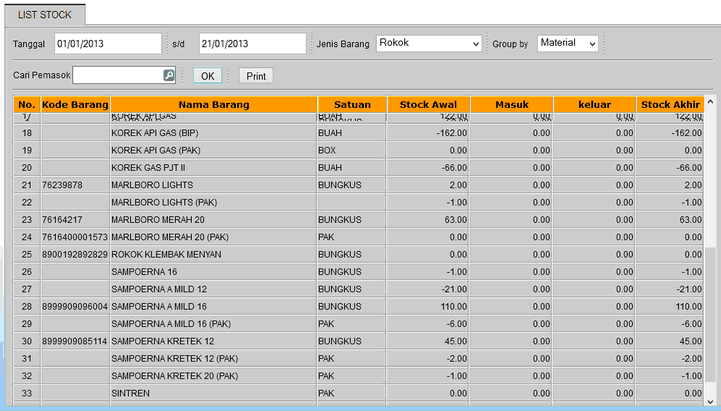 LIST STOCK
Tanggal 01/01/2013 s/d 21/01/2013 Jenis Barang Rokok Group by Material
Cari Pemasok OK Print
No. Kode Barang Nama Barang Satuan Stock Awal Masuk keluar Stock Akhir
17 KOREK API GAS BUAH 122.00 0.00 0.00 122.00
18 KOREK API GAS (BIP) BUAH -162.00 0.00 0.00 -162.00
19 KOREK API GAS (PAK) BOX 0.00 0.00 0.00 0.00
20 KOREK GAS PJT II BUAH -66.00 0.00 0.00 -66.00
21 76239878 MARLBORO LIGHTS BUNGKUS 2.00 0.00 0.00 2.00
22 MARLBORO LIGHTS (PAK) -1.00 0.00 0.00 -1.00
23 76164217 MARLBORO MERAH 20 BUNGKUS 63.00 0.00 0.00 63.00
24 7616400001573 MARLBORO MERAH 20 (PAK) PAK 0.00 0.00 0.00 0.00
25 8900192892829 ROKOK KLEMBAK MENYAN BUNGKUS 0.00 0.00 0.00 0.00
26 SAMPOERNA 16 BUNGKUS -1.00 0.00 0.00 -1.00
27 SAMPOERNA A MILD 12 BUNGKUS -21.00 0.00 0.00 -21.00
28 8999909096004 SAMPOERNA A MILD 16 BUNGKUS 110.00 0.00 0.00 110.00
29 SAMPOERNA A MILD 16 (PAK) PAK -6.00 0.00 0.00 -6.00
30 8999909085114 SAMPOERNA KRETEK 12 BUNGKUS 45.00 0.00 0.00 45.00
31 SAMPOERNA KRETEK 12 (PAK) PAK -2.00 0.00 0.00 -2.00
32 SAMPOERNA KRETEK 20 (PAK) PAK -1.00 0.00 0.00 -1.00
33 SINTREN PAK 0.00 0.00 0.00 0.00